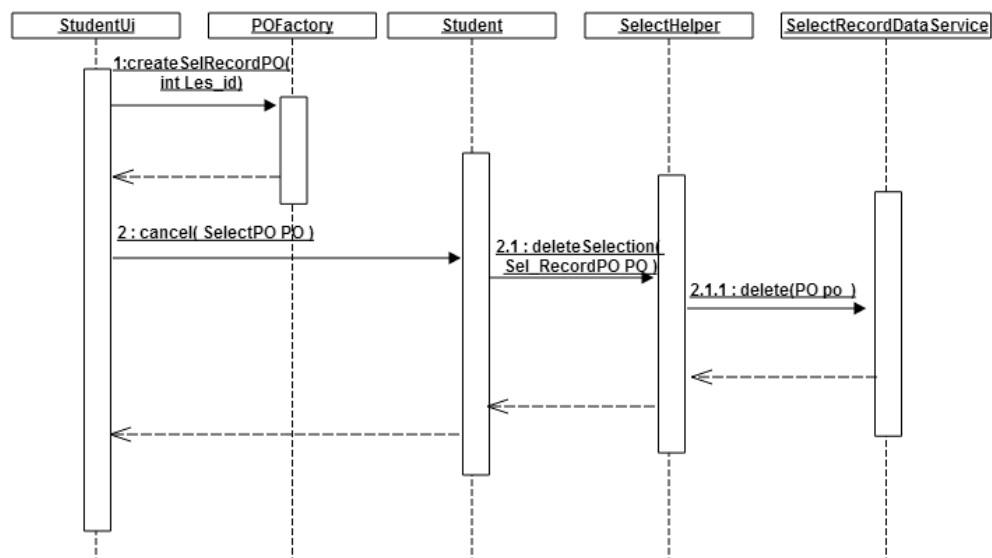 StudentUi
POFactory
Student
SelectHelper
SelectRecordDataService
1:createSelRecordPO(
int Les_id)
2 : cancel( SelectPO PO )
2.1 : deleteSelection(
Sel_RecordPO PO )
2.1.1 : delete(PO po )